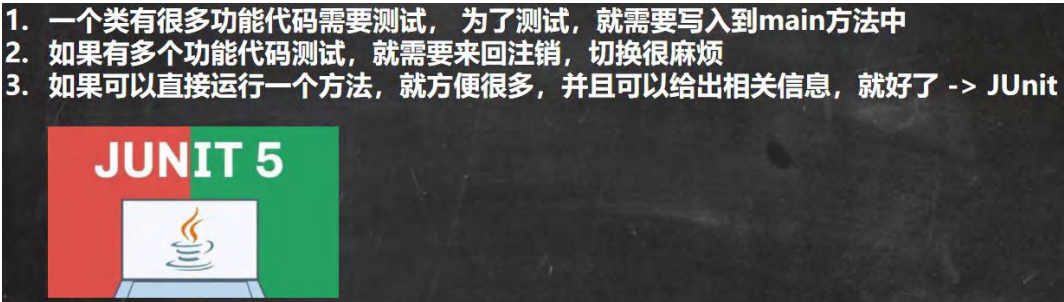 1. 一个类有很多功能代码需要测试， 为了测试，就需要写入到main方法中
2. 如果有多个功能代码测试，就需要来回注销，切换很麻烦
3. 如果可以直接运行一个方法，就方便很多，并且可以给出相关信息，就好了 -> JUnit
JUNIT 5